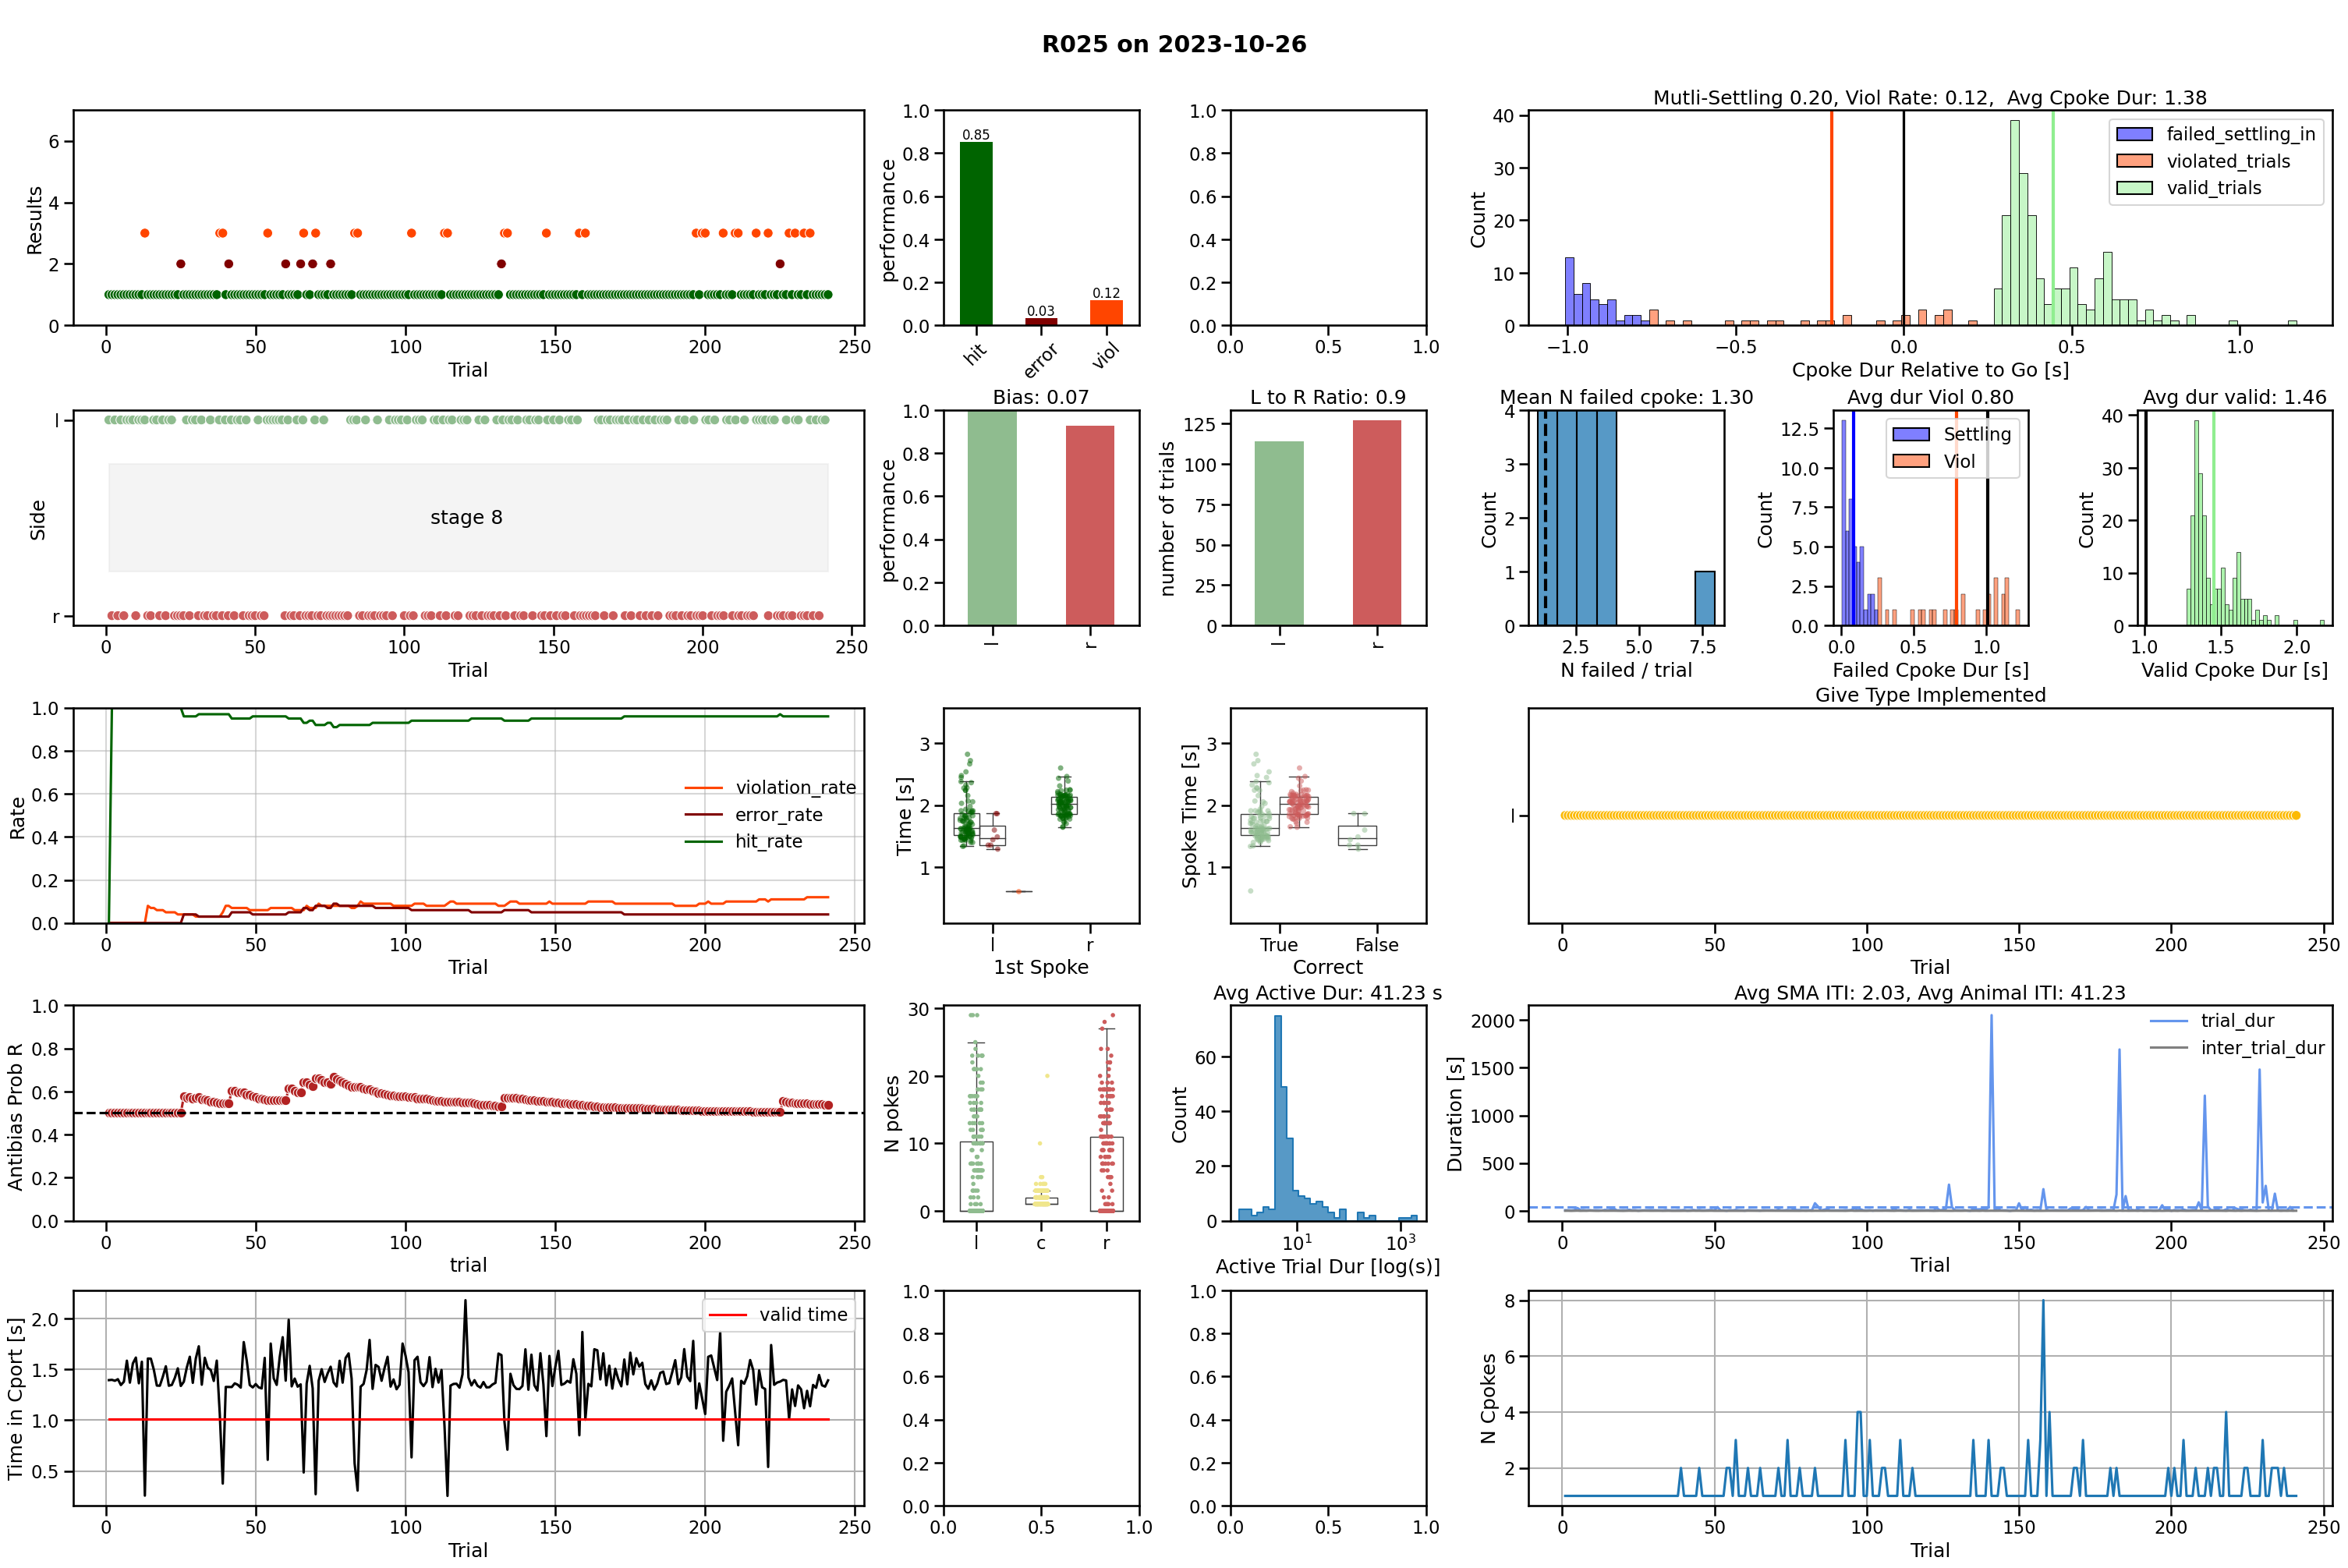 R025 on 2023-10-26
Results
0
2
4
6
0
50
100
150
200
250
Trial
performance
0.0
0.2
0.4
0.6
0.8
1.0
0.85
0.03
0.12
hit
error
viol
0.0
0.2
0.4
0.6
0.8
1.0
0.0
0.5
1.0
Mutli-Settling 0.20, Viol Rate: 0.12,  Avg Cpoke Dur: 1.38
Count
0
10
20
30
40
failed_settling_in
violated_trials
valid_trials
−1.0
−0.5
0.0
0.5
1.0
Cpoke Dur Relative to Go [s]
Side
l
r
stage 8
0
50
100
150
200
250
Trial
Bias: 0.07
performance
0.0
0.2
0.4
0.6
0.8
1.0
l
r
L to R Ratio: 0.9
number of trials
0
25
50
75
100
125
l
r
Mean N failed cpoke: 1.30
Count
0
1
2
3
4
2.5
5.0
7.5
N failed / trial
Avg dur Viol 0.80
Count
0.0
2.5
5.0
7.5
10.0
12.5
Settling
Viol
0.0
0.5
1.0
Failed Cpoke Dur [s]
Avg dur valid: 1.46
Count
0
10
20
30
40
1.0
1.5
2.0
Valid Cpoke Dur [s]
Rate
0.0
0.2
0.4
0.6
0.8
1.0
violation_rate
error_rate
hit_rate
0
50
100
150
200
250
Trial
Time [s]
1
2
3
l
r
1st Spoke
Spoke Time [s]
1
2
3
True
False
Correct
Give Type Implemented
l
0
50
100
150
200
250
Trial
Antibias Prob R
0.0
0.2
0.4
0.6
0.8
1.0
0
50
100
150
200
250
trial
N pokes
0
10
20
30
l
c
r
Avg Active Dur: 41.23 s
Count
0
20
40
60
10^1
10^3
Active Trial Dur [log(s)]
Avg SMA ITI: 2.03, Avg Animal ITI: 41.23
Duration [s]
0
500
1000
1500
2000
trial_dur
inter_trial_dur
0
50
100
150
200
250
Trial
Time in Cport [s]
0.5
1.0
1.5
2.0
valid time
0
50
100
150
200
250
Trial
0.0
0.2
0.4
0.6
0.8
1.0
0.0
0.5
1.0
0.0
0.2
0.4
0.6
0.8
1.0
0.0
0.5
1.0
N Cpokes
2
4
6
8
0
50
100
150
200
250
Trial